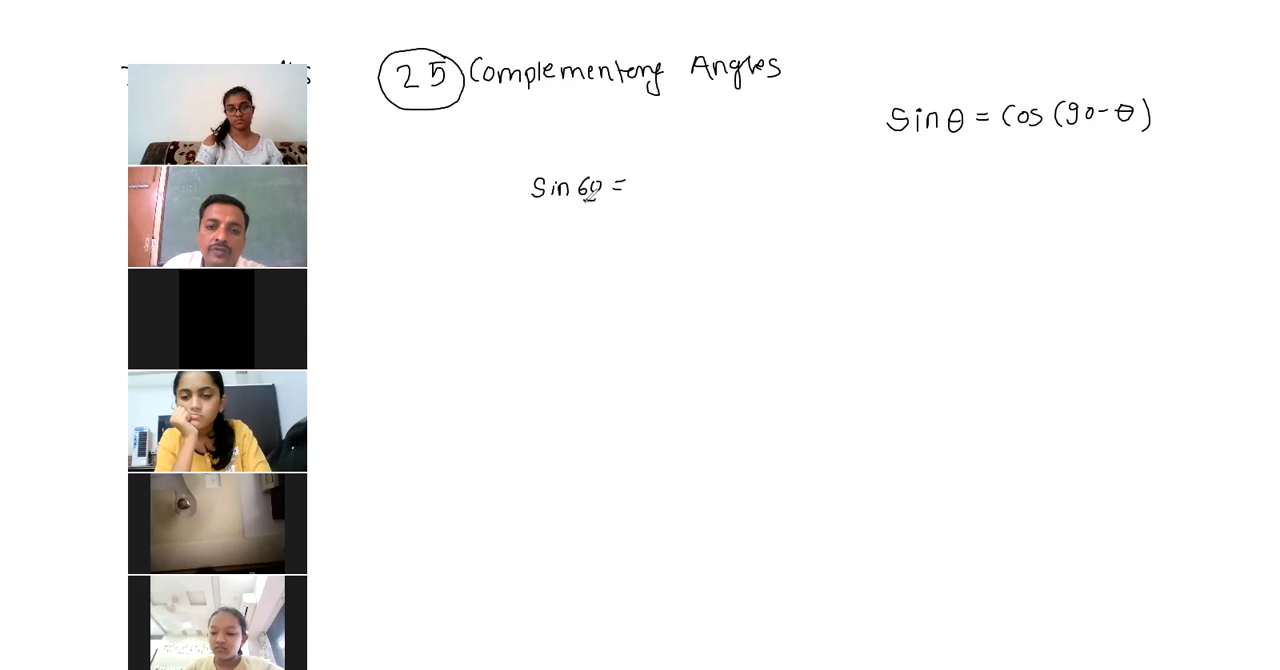 25 Complementary Angles
Sin θ = Cos (90 - θ)
Sin 60 =